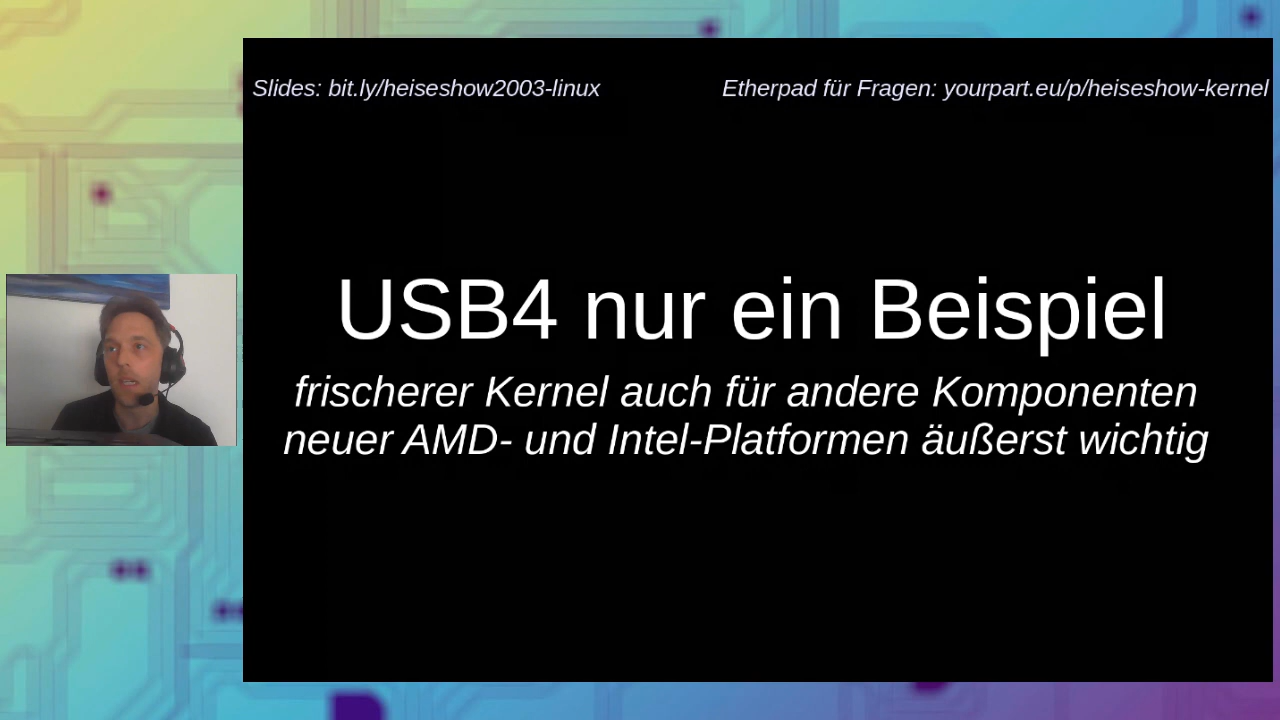 Slides: bit.ly/heiseshow2003-linux
Etherpad für Fragen: yourpart.eu/p/heiseshow-kernel
USB4 nur ein Beispiel
frischerer Kernel auch für andere Komponenten
neuer AMD- und Intel-Platformen äußerst wichtig